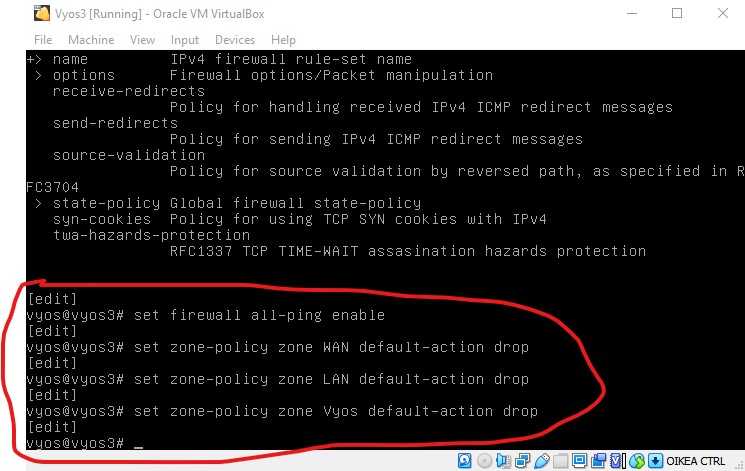 Vyos3 [Running] - Oracle VM VirtualBox
File Machine View Input Devices Help
+> name IPv4 firewall rule-set name
> options Firewall options/Packet manipulation
receive-redirects
Policy for handling received IPv4 ICMP redirect messages
send-redirects
Policy for sending IPv4 ICMP redirect messages
source-validation
Policy for source validation by reversed path, as specified in R
FC3704
> state-policy Global firewall state-policy
syn-cookies Policy for using TCP SYN cookies with IPv4
twa-hazards-protection
RFC1337 TCP TIME-WAIT assasination hazards protection
[edit]
vyos@vyos3# set firewall all-ping enable
[edit]
vyos@vyos3# set zone-policy zone WAN default-action drop
[edit]
vyos@vyos3# set zone-policy zone LAN default-action drop
[edit]
vyos@vyos3# set zone-policy zone Vyos default-action drop
[edit]
vyos@vyos3# _
OIKEA CTRL